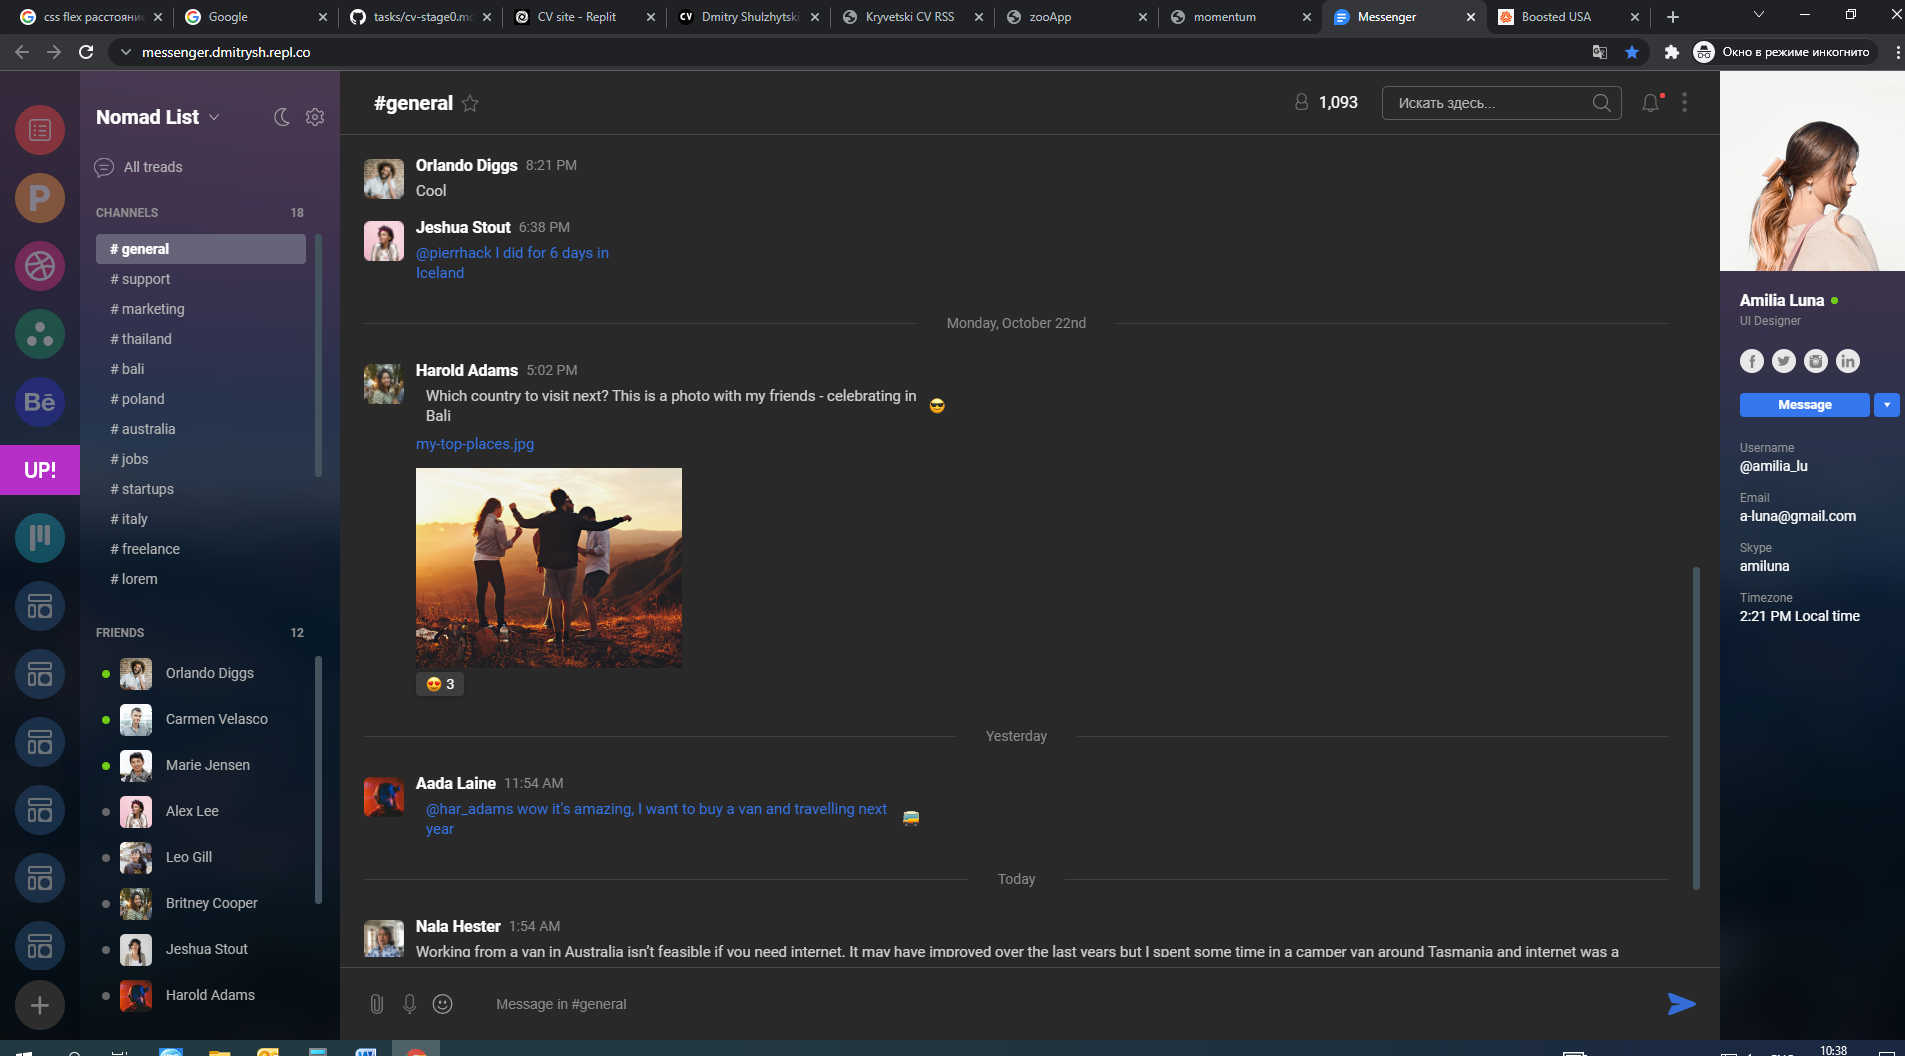 css flex расстояние
Google
tasks/cv-stage0.mc
CV site - Replit
CV
Dmitry Shulzhytski
Kryvetski CV RSS
zooApp
momentum
Messenger
Boosted USA
messenger.dmitrysh.repl.co
Окно в режиме инкогнито
P
Bē
UP!
Nomad List
All treads
CHANNELS 18
# general
# support
# marketing
# thailand
# bali
# poland
# australia
# jobs
# startups
# italy
# freelance
# lorem
FRIENDS 12
Orlando Diggs
Carmen Velasco
Marie Jensen
Alex Lee
Leo Gill
Britney Cooper
Jeshua Stout
Harold Adams
#general
1,093
Искать здесь...
Orlando Diggs 8:21 PM
Cool
Jeshua Stout 6:38 PM
@pierrhack I did for 6 days in
Iceland
Monday, October 22nd
Harold Adams 5:02 PM
Which country to visit next? This is a photo with my friends - celebrating in
Bali
my-top-places.jpg
3
Yesterday
Aada Laine 11:54 AM
@har_adams wow it’s amazing, I want to buy a van and travelling next
year
Today
Nala Hester 1:54 AM
Working from a van in Australia isn’t feasible if you need internet. It may have improved over the last years but I spent some time in a camper van around Tasmania and internet was a
Message in #general
Amilia Luna
UI Designer
f
in
Message
Username
@amilia_lu
Email
a-luna@gmail.com
Skype
amiluna
Timezone
2:21 PM Local time
10:38